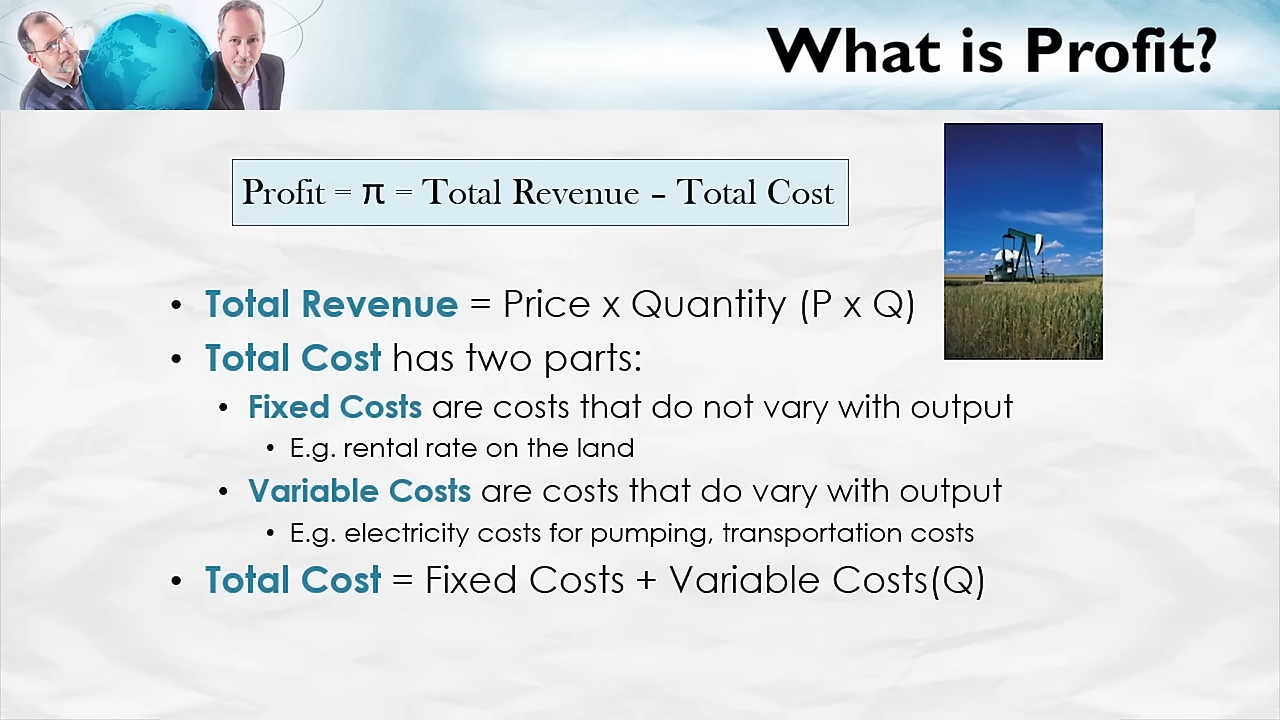 What is Profit?
Profit = π = Total Revenue – Total Cost
• Total Revenue = Price x Quantity (P x Q)
• Total Cost has two parts:
• Fixed Costs are costs that do not vary with output
• E.g. rental rate on the land
• Variable Costs are costs that do vary with output
• E.g. electricity costs for pumping, transportation costs
• Total Cost = Fixed Costs + Variable Costs(Q)